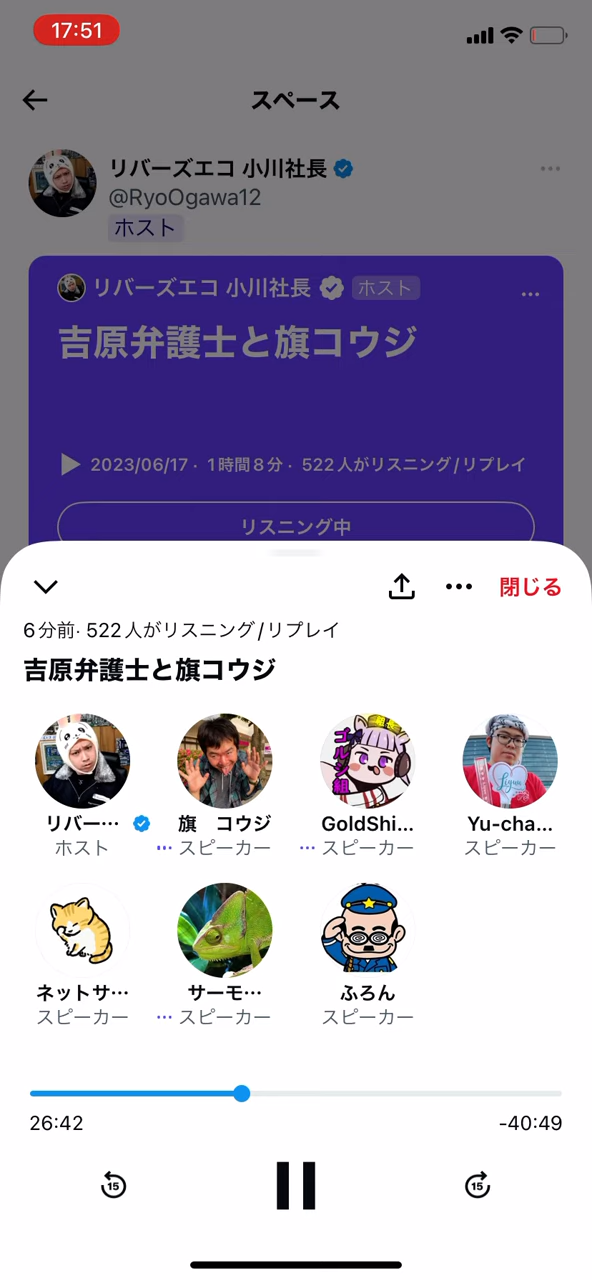 17:51
スペース
リバーズエコ 小川社長
@RyoOgawa12
ホスト
リバーズエコ 小川社長 ホスト
吉原弁護士と旗コウジ
2023/06/17· 1時間8分· 522人がリスニング/リプレイ
リスニング中
閉じる
6分前· 522人がリスニング/リプレイ
吉原弁護士と旗コウジ
ゴルシ組
リバー… 旗 コウジ GoldShi... Yu-cha...
ホスト スピーカー スピーカー スピーカー
ネットサ… サーモ… ふろん
スピーカー スピーカー スピーカー
26:42 -40:49
15 15